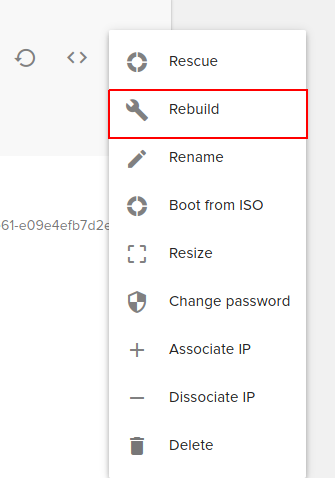 Rescue
Rebuild
Rename
61-e09e4efb7d2e
Boot from ISO
Resize
Change password
Associate IP
Dissociate IP
Delete